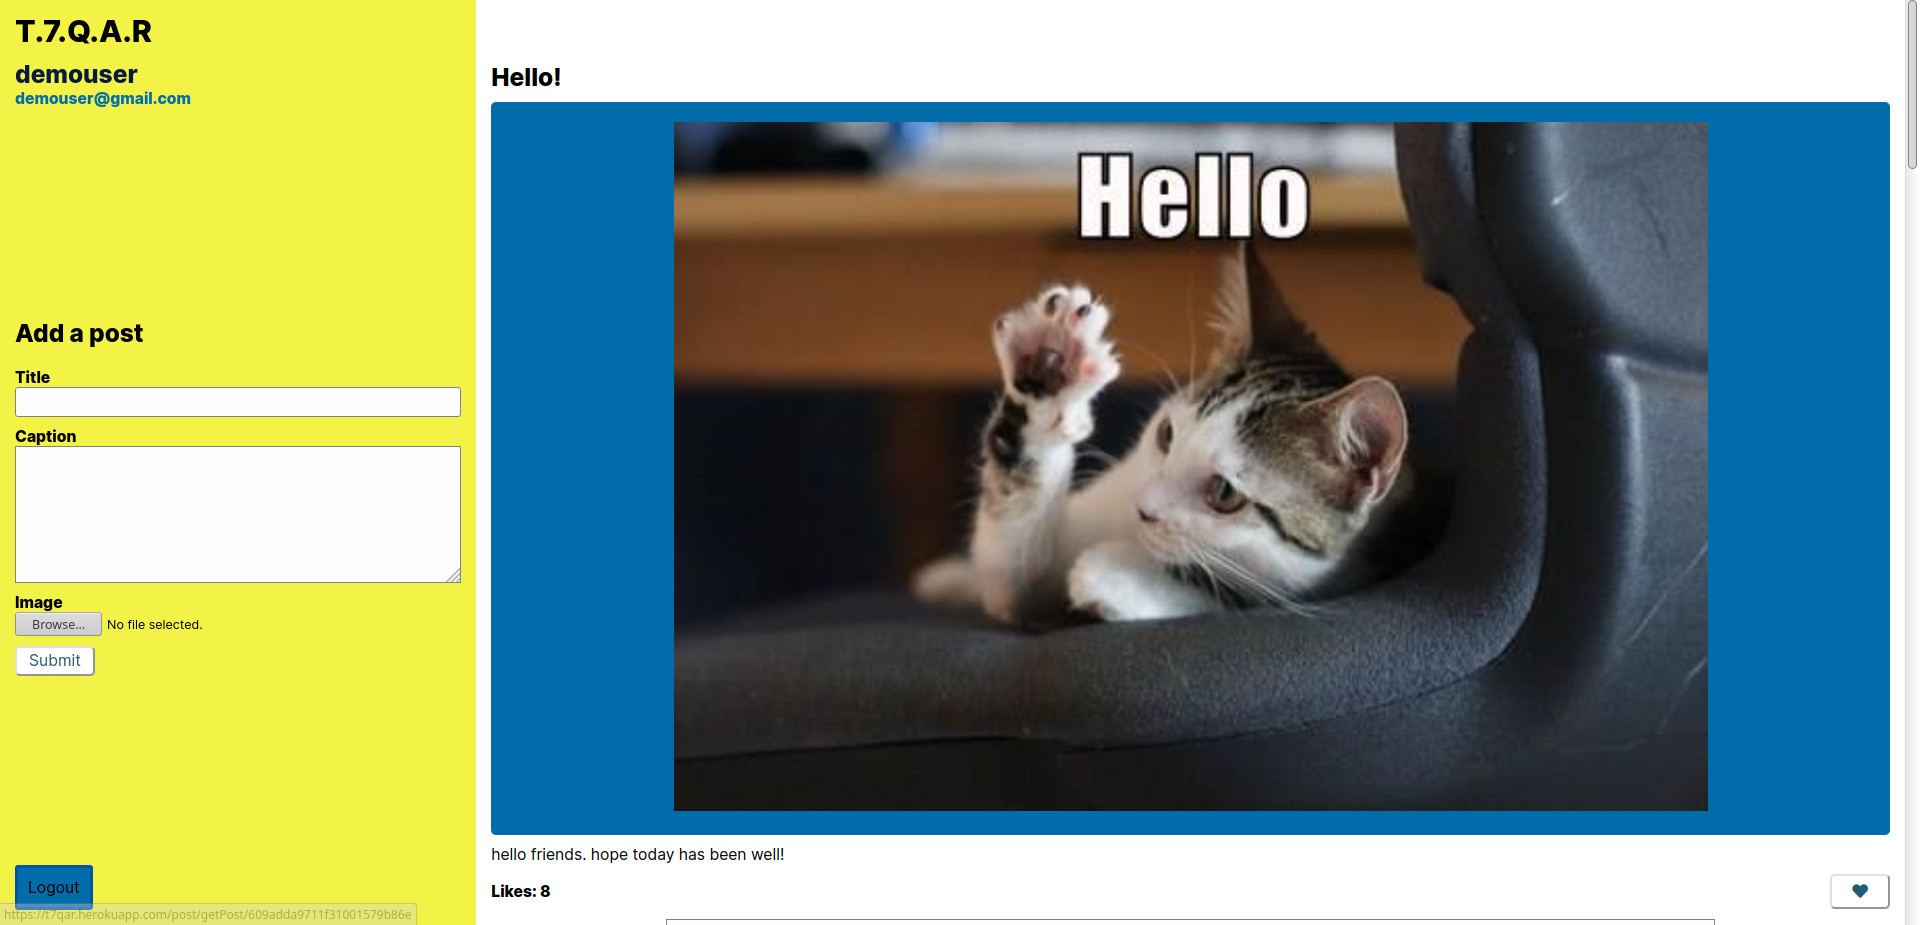 T.7.Q.A.R
demouser
demouser@gmail.com
Add a post
Title
Caption
Image
Browse... No file selected.
Submit
Logout
https://t7qar.herokuapp.com/post/getPost/609adda9711f31001579b86e
Hello!
Hello
hello friends. hope today has been well!
Likes: 8